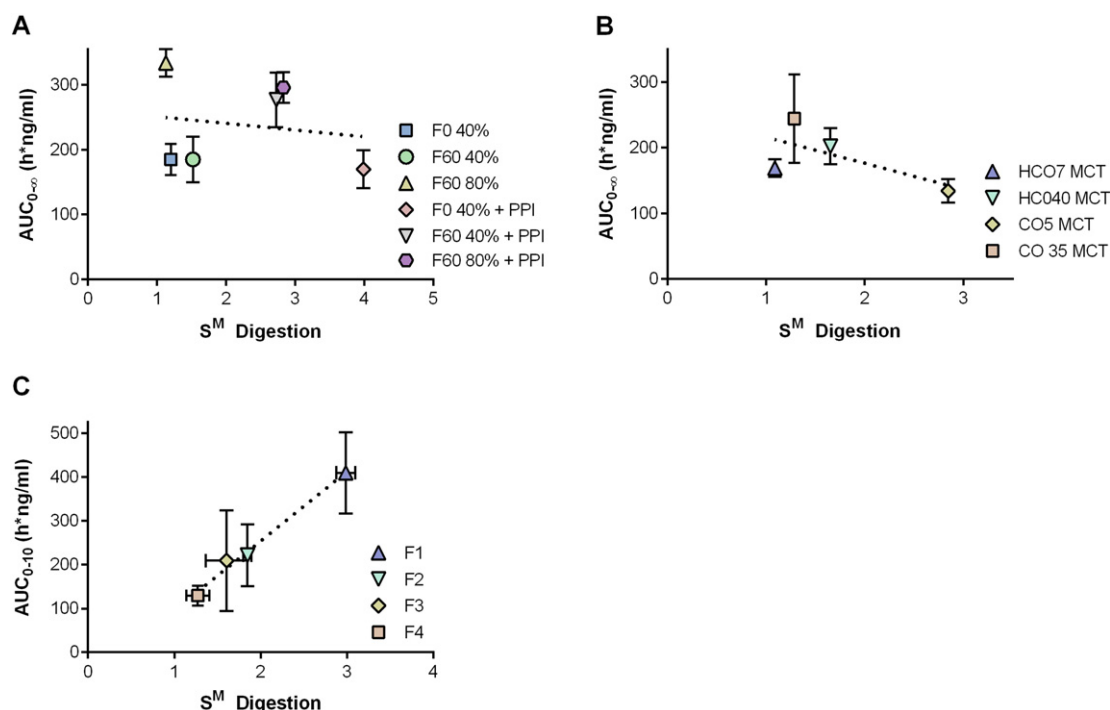 A
AUC0-∞ (h*ng/ml)
300
200
100
0
0 1 2 3 4 5
SM Digestion
F0 40%
F60 40%
F60 80%
F0 40% + PPI
F60 40% + PPI
F60 80% + PPI
B
AUC0-∞ (h*ng/ml)
300
200
100
0
0 1 2 3
SM Digestion
HCO7 MCT
HC040 MCT
CO5 MCT
CO 35 MCT
C
AUC0-10 (h*ng/ml)
500
400
300
200
100
0
0 1 2 3 4
SM Digestion
F1
F2
F3
F4